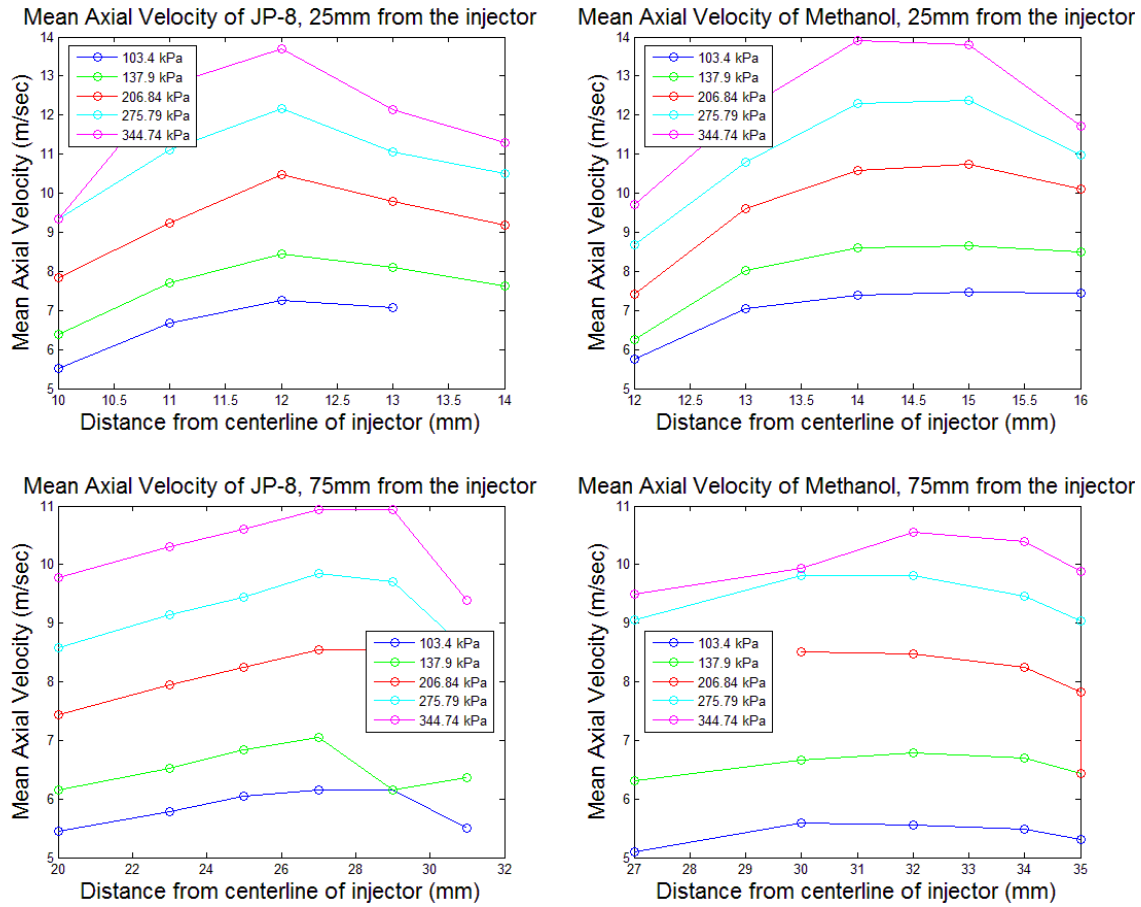 Mean Axial Velocity of JP-8, 25mm from the injector
14
13
12
11
10
9
8
7
6
5
Mean Axial Velocity (m/sec)
103.4 kPa
137.9 kPa
206.84 kPa
275.79 kPa
344.74 kPa
10 10.5 11 11.5 12 12.5 13 13.5 14
Distance from centerline of injector (mm)
Mean Axial Velocity of Methanol, 25mm from the injector
14
13
12
11
10
9
8
7
6
5
Mean Axial Velocity (m/sec)
103.4 kPa
137.9 kPa
206.84 kPa
275.79 kPa
344.74 kPa
12 12.5 13 13.5 14 14.5 15 15.5 16
Distance from centerline of injector (mm)
Mean Axial Velocity of JP-8, 75mm from the injector
11
10
9
8
7
6
5
Mean Axial Velocity (m/sec)
103.4 kPa
137.9 kPa
206.84 kPa
275.79 kPa
344.74 kPa
20 22 24 26 28 30 32
Distance from centerline of injector (mm)
Mean Axial Velocity of Methanol, 75mm from the injector
11
10
9
8
7
6
5
Mean Axial Velocity (m/sec)
103.4 kPa
137.9 kPa
206.84 kPa
275.79 kPa
344.74 kPa
27 28 29 30 31 32 33 34 35
Distance from centerline of injector (mm)